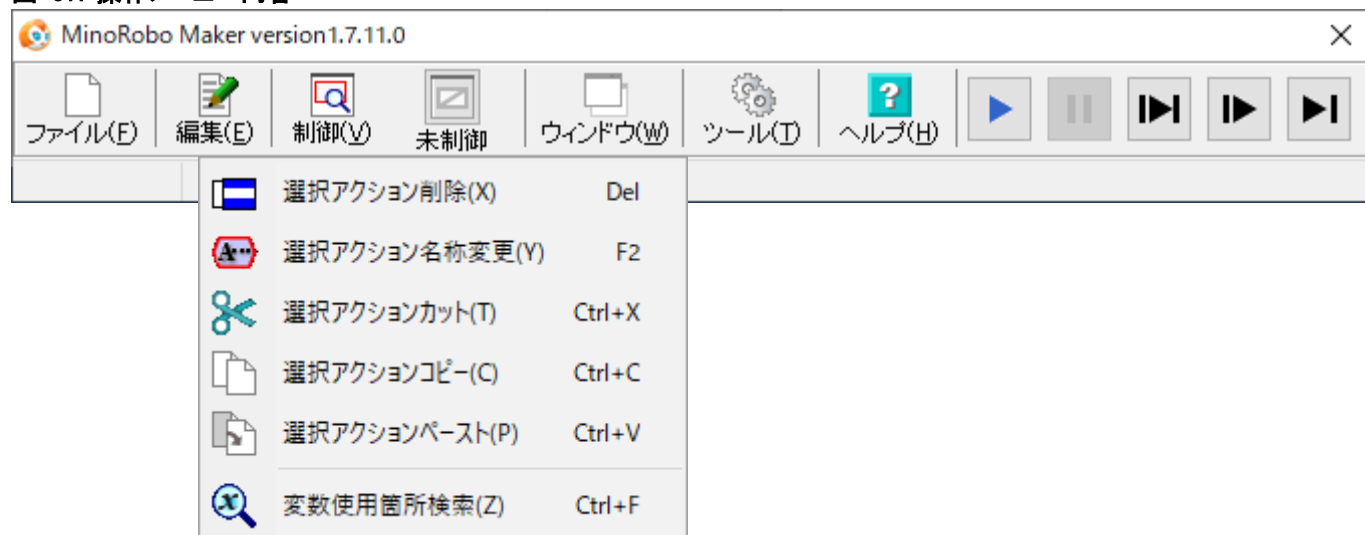 MinoRobo Maker version1.7.11.0
ファイル(F) 編集(E) 制御(V) 未制御 ウィンドウ(W) ツール(T) ヘルプ(H)
選択アクション削除(X) Del
選択アクション名称変更(Y) F2
選択アクションカット(T) Ctrl+X
選択アクションコピー(C) Ctrl+C
選択アクションペースト(P) Ctrl+V
変数使用箇所検索(Z) Ctrl+F